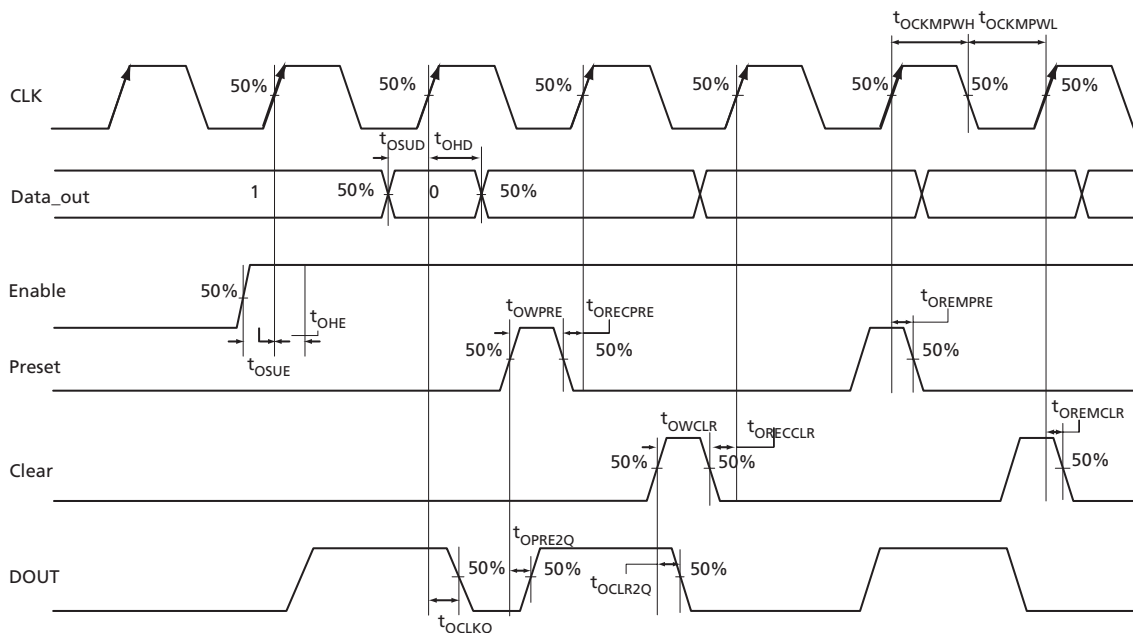 tOCKMPWH tOCKMPWL
CLK 50% 50% 50% 50% 50% 50% 50%
tOSUD tOHD
Data_out 1 50% 0 50%
Enable 50%
tOHE tOWPRE tORECPRE tOREMPRE
Preset tOSUE 50% 50% 50%
tOWCLR tORECCLR tOREMCLR
Clear 50% 50% 50%
tOPRE2Q
DOUT 50% 50% tOCLR2Q 50%
tOCLKQ